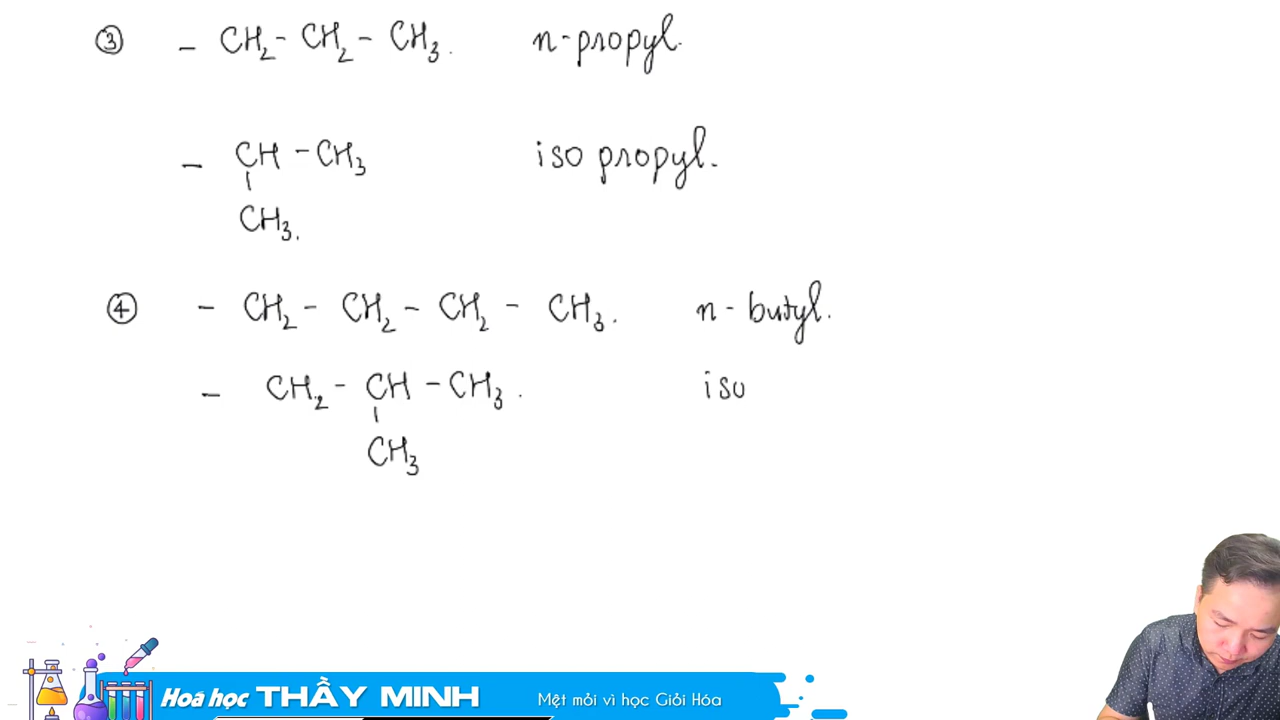 ③ – CH₂ – CH₂ – CH₃. n-propyl.
– CH – CH₃ iso propyl.
CH₃.
④ – CH₂ – CH₂ – CH₂ – CH₃. n - butyl.
– CH₂ – CH – CH₃. iso
CH₃
Hoá học THẦY MINH Mệt mỏi vì học Giỏi Hóa